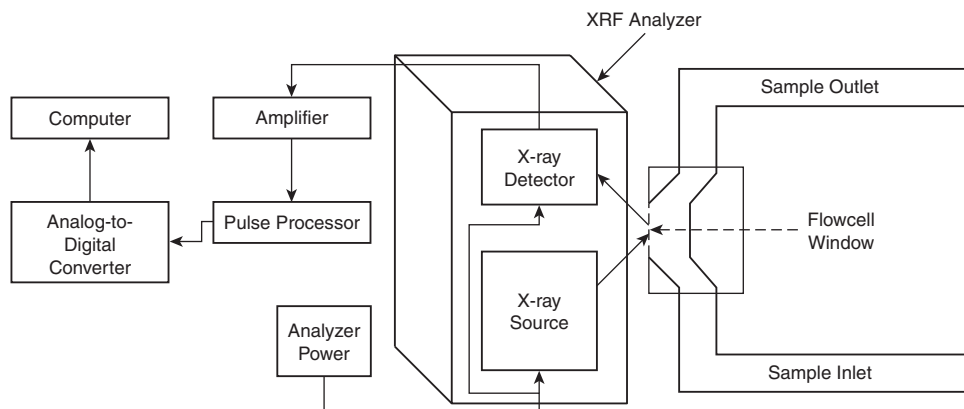 XRF Analyzer
Sample Outlet
Computer
Amplifier
X-ray
Detector
Analog-to-
Digital
Converter
Pulse Processor
Flowcell
Window
X-ray
Source
Analyzer
Power
Sample Inlet